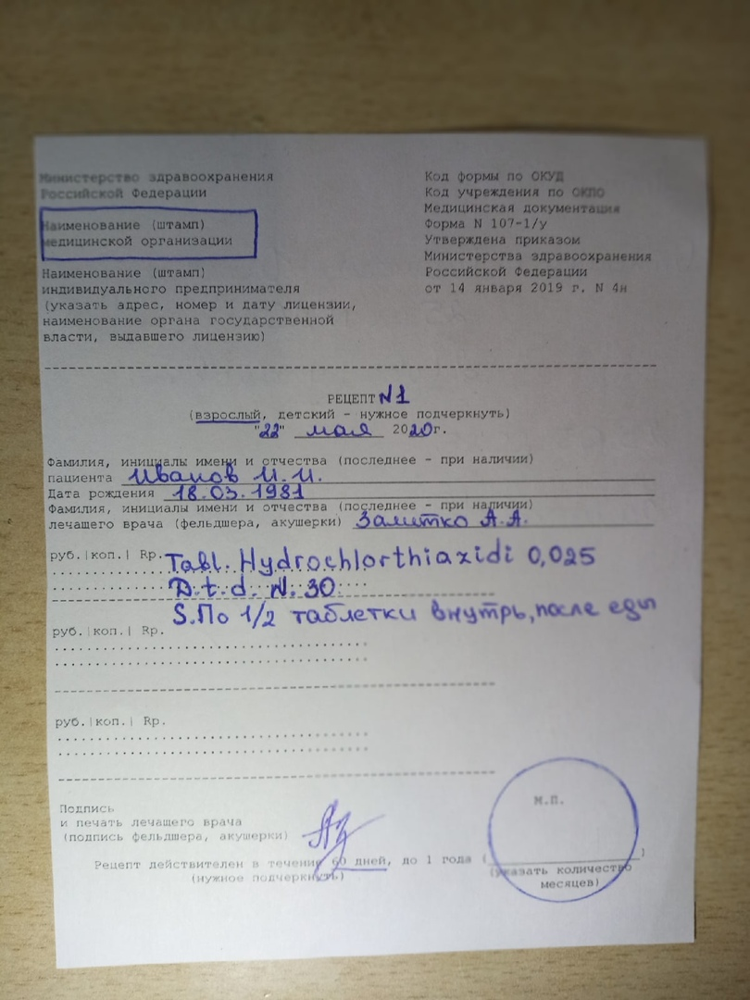 Министерство здравоохранения
Российской Федерации
Наименование (штамп)
медицинской организации
Наименование (штамп)
индивидуального предпринимателя
(указать адрес, номер и дату лицензии,
наименование органа государственной
власти, выдавшего лицензию)
Код формы по ОКУД
Код учреждения по ОКПО
Медицинская документация
Форма N 107-1/у
Утверждена приказом
Министерства здравоохранения
Российской Федерации
от 14 января 2019 г. N 4н
РЕЦЕПТ N1
(взрослый, детский - нужное подчеркнуть)
"22" мая 2020г.
Фамилия, инициалы имени и отчества (последнее - при наличии)
пациента Иванов И.И.
Дата рождения 18.03.1981
Фамилия, инициалы имени и отчества (последнее - при наличии)
лечащего врача (фельдшера, акушерки) Залитко А.А.
руб.|коп.| Rp. Tabl. Hydrochlorthiazidi 0,025
D.t.d. N. 30
S. По 1/2 таблетки внутрь, после еды
руб.|коп.| Rp.
руб.|коп.| Rp.
Подпись
и печать лечащего врача
(подпись фельдшера, акушерки)
М.П.
Рецепт действителен в течение 60 дней, до 1 года ( )
(нужное подчеркнуть) (указать количество
месяцев)